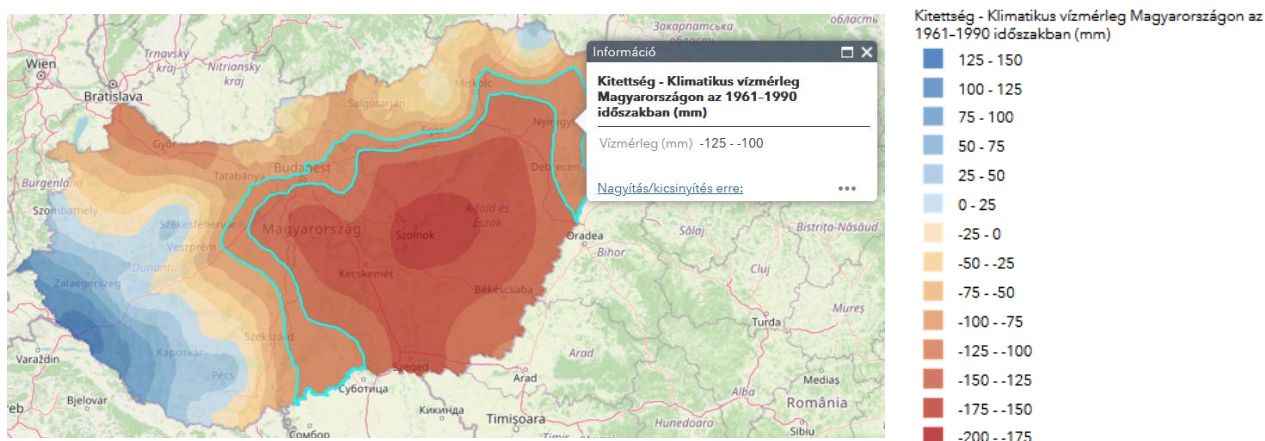 Kitettség - Klimatikus vízmérleg Magyarországon az
1961-1990 időszakban (mm)
125 - 150
100 - 125
75 - 100
50 - 75
25 - 50
0 - 25
-25 - 0
-50 - -25
-75 - -50
-100 - -75
-125 - -100
-150 - -125
-175 - -150
-200 - -175
Információ
Kitettség - Klimatikus vízmérleg
Magyarországon az 1961-1990
időszakban (mm)
Vízmérleg (mm) -125 - -100
Nagyítás/kicsinyítés erre:
Закарпатська
область
область
Trnavský
kraj
Nitriansky
kraj
Wien
Bratislava
Miskolc
Salgótarján
Eger
Győr
Tatabánya
Budapest
Debrecen
Burgenland
Szombathely
Székesfehérvár
Veszprém
Magyarország
Alföld és
Észak
Szolnok
Oradea
Sălaj
Bistrița-Năsăud
Bihor
Dunántúl
Zalaegerszeg
Kecskemét
Cluj
Békéscsaba
Mureș
Turda
Szekszárd
Varaždin
Kaposvár
Pécs
Szeged
Arad
Arad
Суботица
Alba
Mediaș
România
Bjelovar
Кикинда
Timișoara
Hunedoara
Сомбор
Sibiu